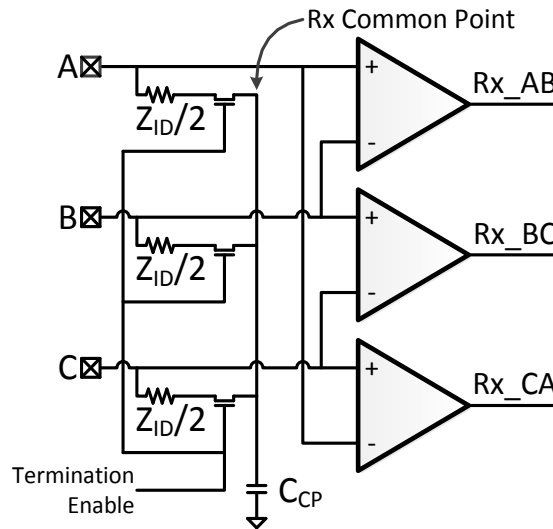 Rx Common Point
A
+
Rx_AB
Z_ID/2
-
B
+
Rx_BC
Z_ID/2
-
C
+
Rx_CA
Z_ID/2
-
Termination
Enable
C_CP